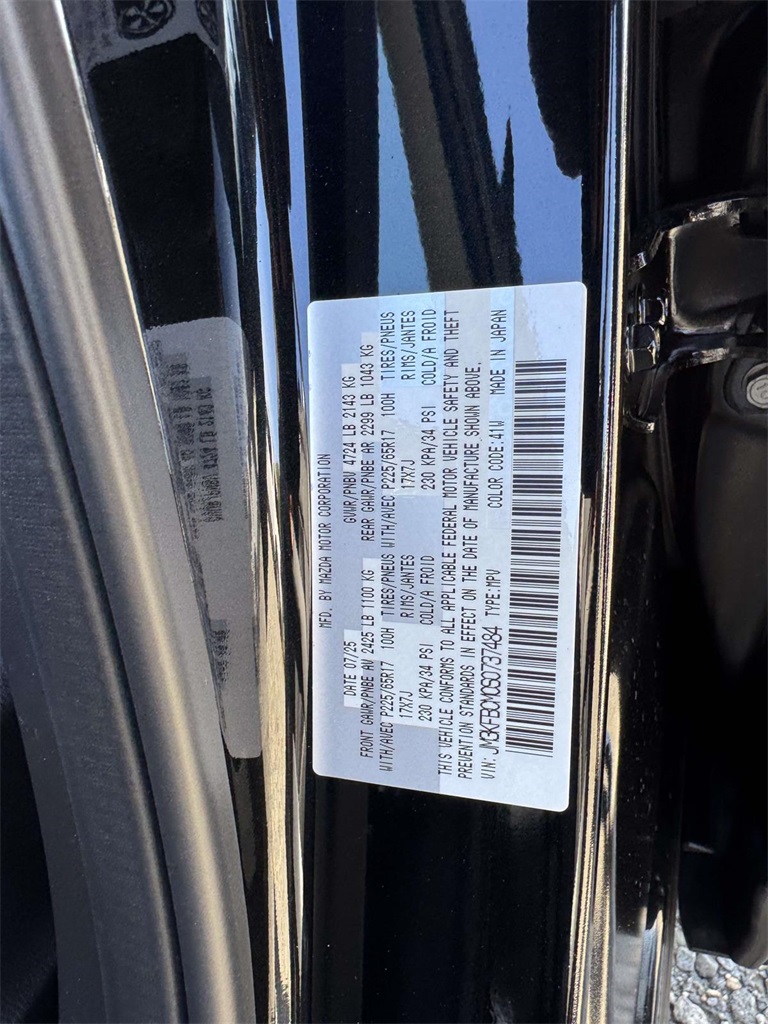 MFD. BY MAZDA MOTOR CORPORATION
DATE 07/25 GVWR/PNBV 4724 LB 2143 KG
FRONT GAWR/PNBE AV 2425 LB 1100 KG REAR GAWR/PNBE AR 2299 LB 1043 KG
WITH/AVEC P225/65R17 100H TIRES/PNEUS WITH/AVEC P225/65R17 100H TIRES/PNEUS
17X7J RIMS/JANTES 17X7J RIMS/JANTES
230 KPA/34 PSI COLD/A FROID 230 KPA/34 PSI COLD/A FROID
THIS VEHICLE CONFORMS TO ALL APPLICABLE FEDERAL MOTOR VEHICLE SAFETY AND THEFT
PREVENTION STANDARDS IN EFFECT ON THE DATE OF MANUFACTURE SHOWN ABOVE.
VIN: JM3KFBCM0S0737484 TYPE:MPV COLOR CODE:41W MADE IN JAPAN